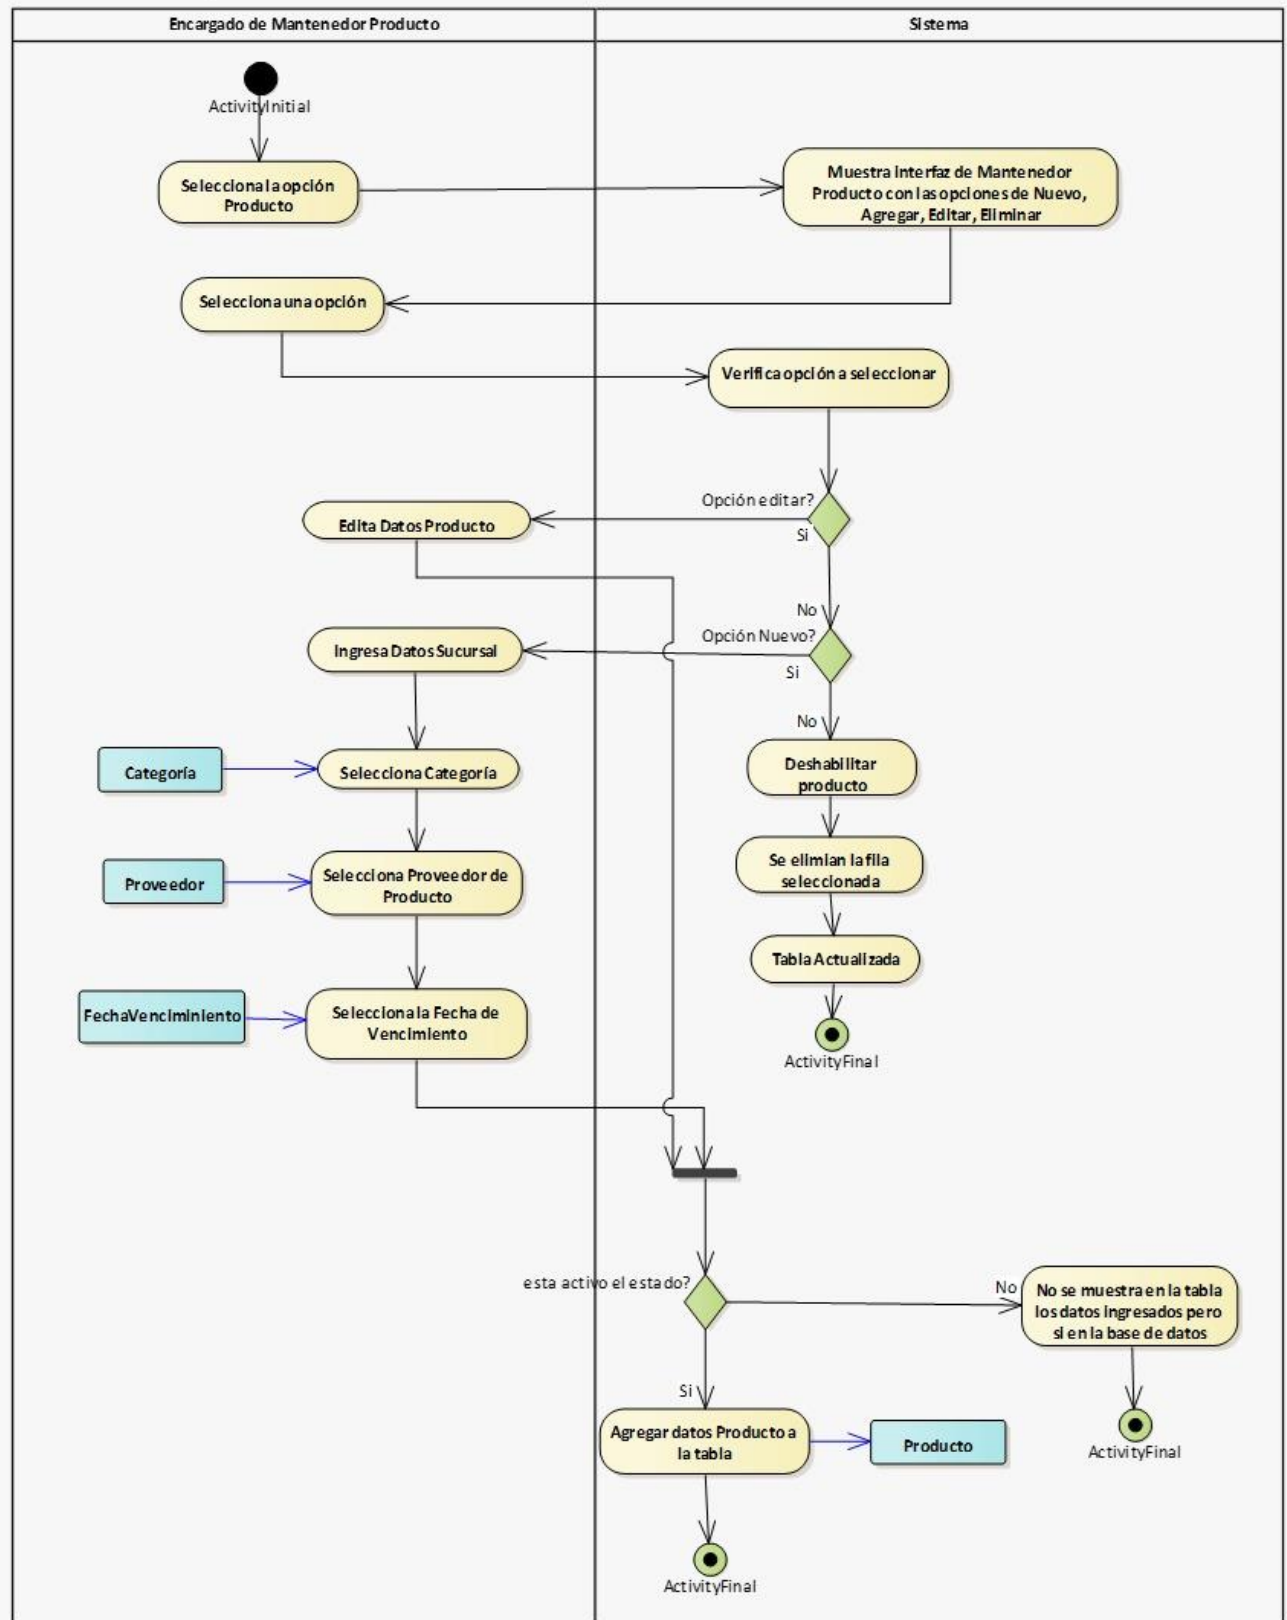 Encargado de Mantenedor Producto
Sistema
ActivityInitial
Selecciona la opción
Producto
Muestra interfaz de Mantenedor
Producto con las opciones de Nuevo,
Agregar, Editar, Eliminar
Selecciona una opción
Verifica opción a seleccionar
Opción editar?
Si
Edita Datos Producto
No
Opción Nuevo?
Si
Ingresa Datos Sucursal
No
Categoría
Selecciona Categoría
Deshabilitar
producto
Proveedor
Selecciona Proveedor de
Producto
Se elimian la fila
seleccionada
Tabla Actualizada
FechaVenciminiento
Selecciona la Fecha de
Vencimiento
ActivityFinal
esta activo el estado?
No
No se muestra en la tabla
los datos ingresados pero
si en la base de datos
Si
Agregar datos Producto a
la tabla
Producto
ActivityFinal
ActivityFinal